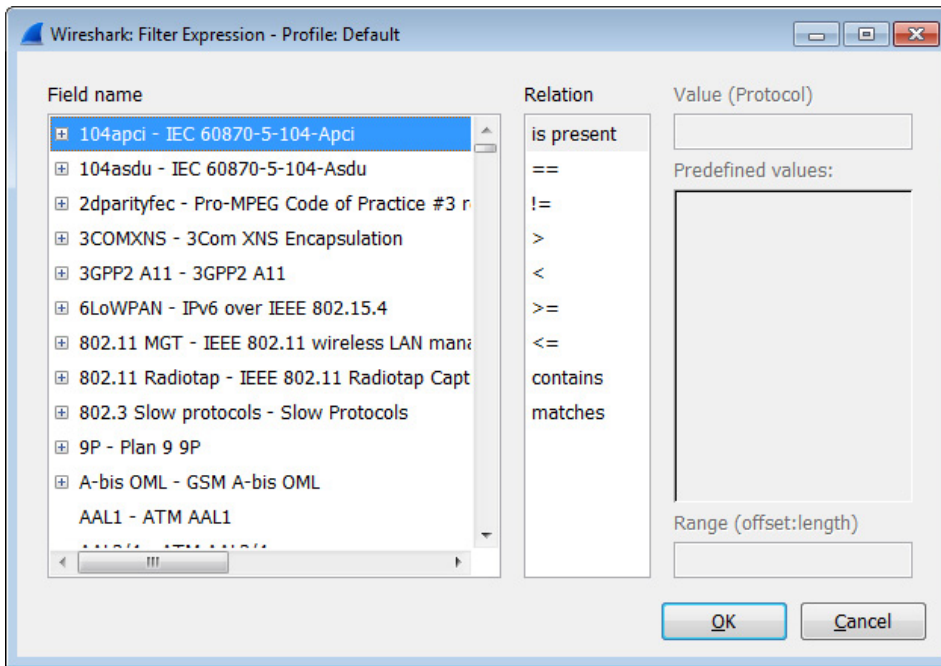 Wireshark: Filter Expression - Profile: Default
Field name
104apci - IEC 60870-5-104-Apci
104asdu - IEC 60870-5-104-Asdu
2dparityfec - Pro-MPEG Code of Practice #3 r
3COMXNS - 3Com XNS Encapsulation
3GPP2 A11 - 3GPP2 A11
6LoWPAN - IPv6 over IEEE 802.15.4
802.11 MGT - IEEE 802.11 wireless LAN mana
802.11 Radiotap - IEEE 802.11 Radiotap Capt
802.3 Slow protocols - Slow Protocols
9P - Plan 9 9P
A-bis OML - GSM A-bis OML
AAL1 - ATM AAL1
Relation
is present
==
!=
>
<
>=
<=
contains
matches
Value (Protocol)
Predefined values:
Range (offset:length)
OK
Cancel